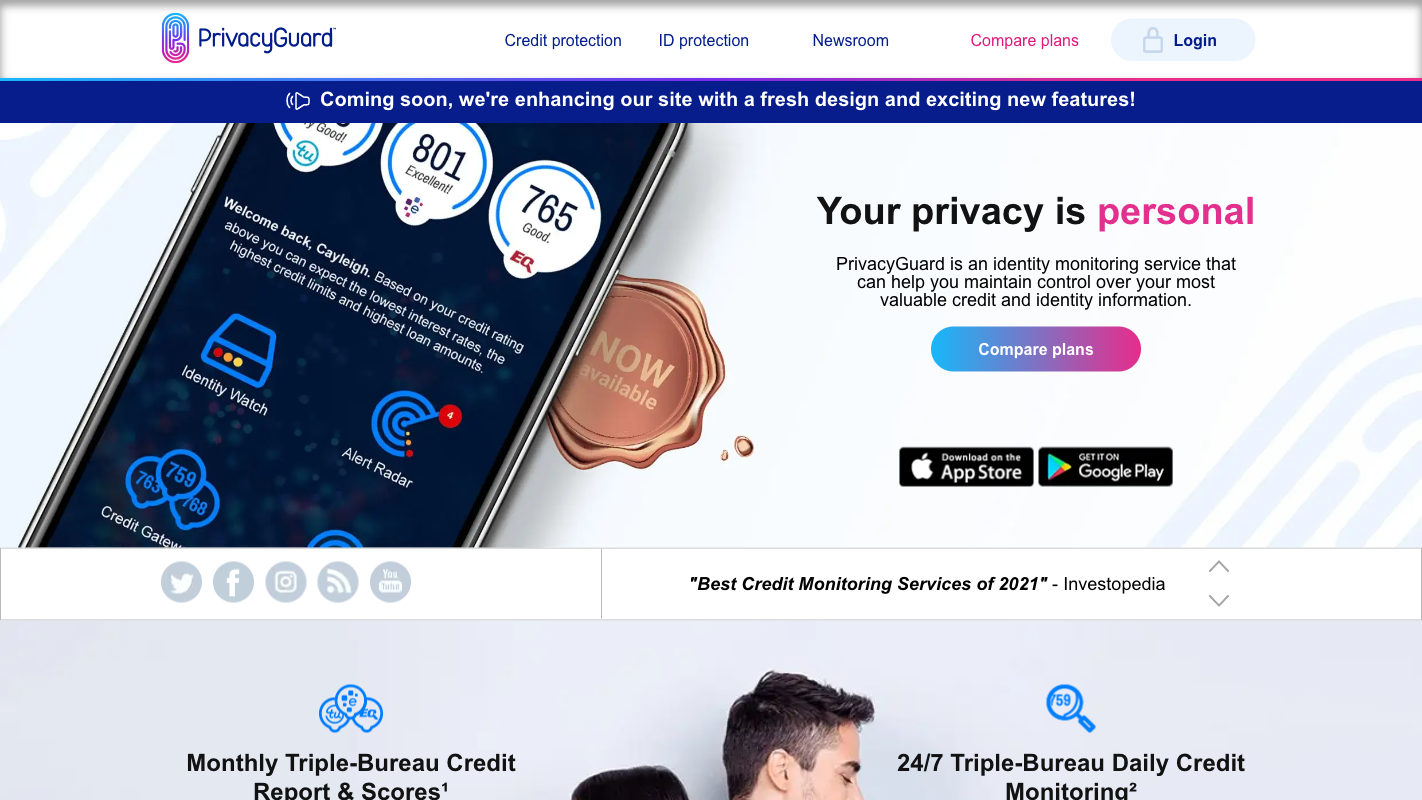 PrivacyGuard
Credit protection
ID protection
Newsroom
Compare plans
Login
Coming soon, we're enhancing our site with a fresh design and exciting new features!
Good!
tu
801
Excellent!
e
765
Good.
EQ
Welcome back, Cayleigh. Based on your credit rating
above you can expect the lowest interest rates, the
highest credit limits and highest loan amounts.
Identity Watch
4
Alert Radar
763
759
768
Credit
NOW
available
Your privacy is personal
PrivacyGuard is an identity monitoring service that
can help you maintain control over your most
valuable credit and identity information.
Compare plans
Download on the
App Store
GET IT ON
Google Play
You
Tube
"Best Credit Monitoring Services of 2021" - Investopedia
tu
e
EQ
Monthly Triple-Bureau Credit
Report & Scores¹
759
24/7 Triple-Bureau Daily Credit
Monitoring²